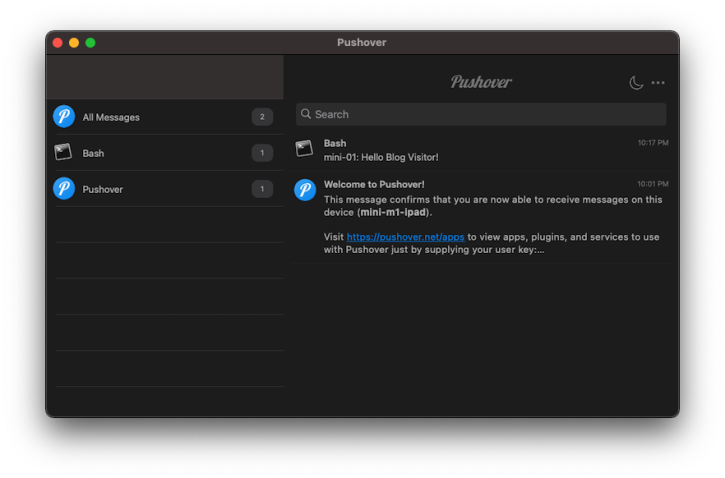 Pushover
Pushover
All Messages 2
Bash 1
Pushover 1
Search
Bash 10:17 PM
mini-01: Hello Blog Visitor!
Welcome to Pushover! 10:01 PM
This message confirms that you are now able to receive messages on this
device (mini-m1-ipad).
Visit https://pushover.net/apps to view apps, plugins, and services to use
with Pushover just by supplying your user key:...